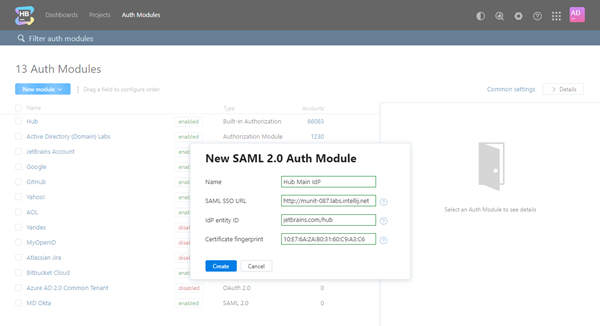 HB
Dashboards Projects Auth Modules AD
Filter auth modules
13 Auth Modules
New module Drag a field to configure order Common settings Details
Name Type Accounts
Hub enabled Built-in Authorization 66083
Active Directory (Domain) Labs enabled Authorization Module 1230
JetBrains Account enabled
Google enabled
GitHub enabled
Yahoo! enabled
AOL enabled
Yandex
MyOpenID
Atlassian Jira
Bitbucket Cloud
Azure AD 2.0 Common Tenant disabled OAuth 2.0 0
MD Okta enabled SAML 2.0 0
New SAML 2.0 Auth Module
Name Hub Main IdP
SAML SSO URL http://munit-087.labs.intellij.net
IdP entity ID jetbrains.com/hub
Certificate fingerprint 10:E7:6A:2A:80:31:60:C9:A3:C6
Create Cancel
Select an Auth Module to see details